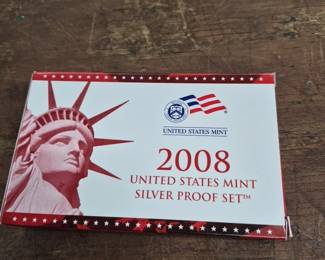 UNITED STATES MINT
2008
UNITED STATES MINT
SILVER PROOF SET™